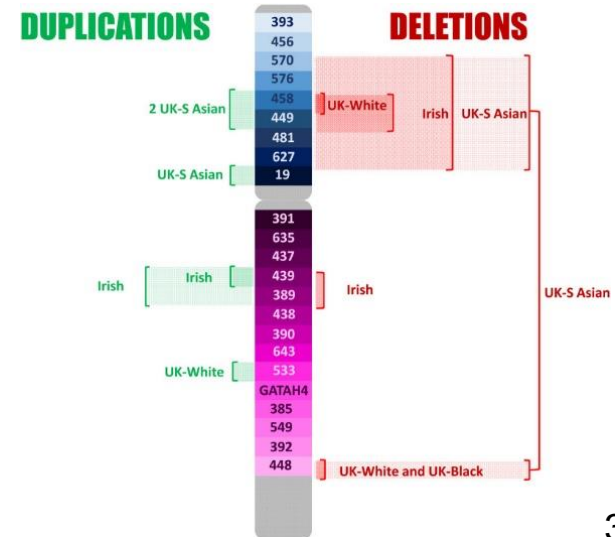 DUPLICATIONS
DELETIONS
393
456
570
576
458
449
481
627
19
2 UK-S Asian
UK-S Asian
UK-White
Irish
UK-S Asian
391
635
437
439
389
438
390
643
533
GATAH4
385
549
392
448
Irish
Irish
UK-White
Irish
UK-S Asian
UK-White and UK-Black